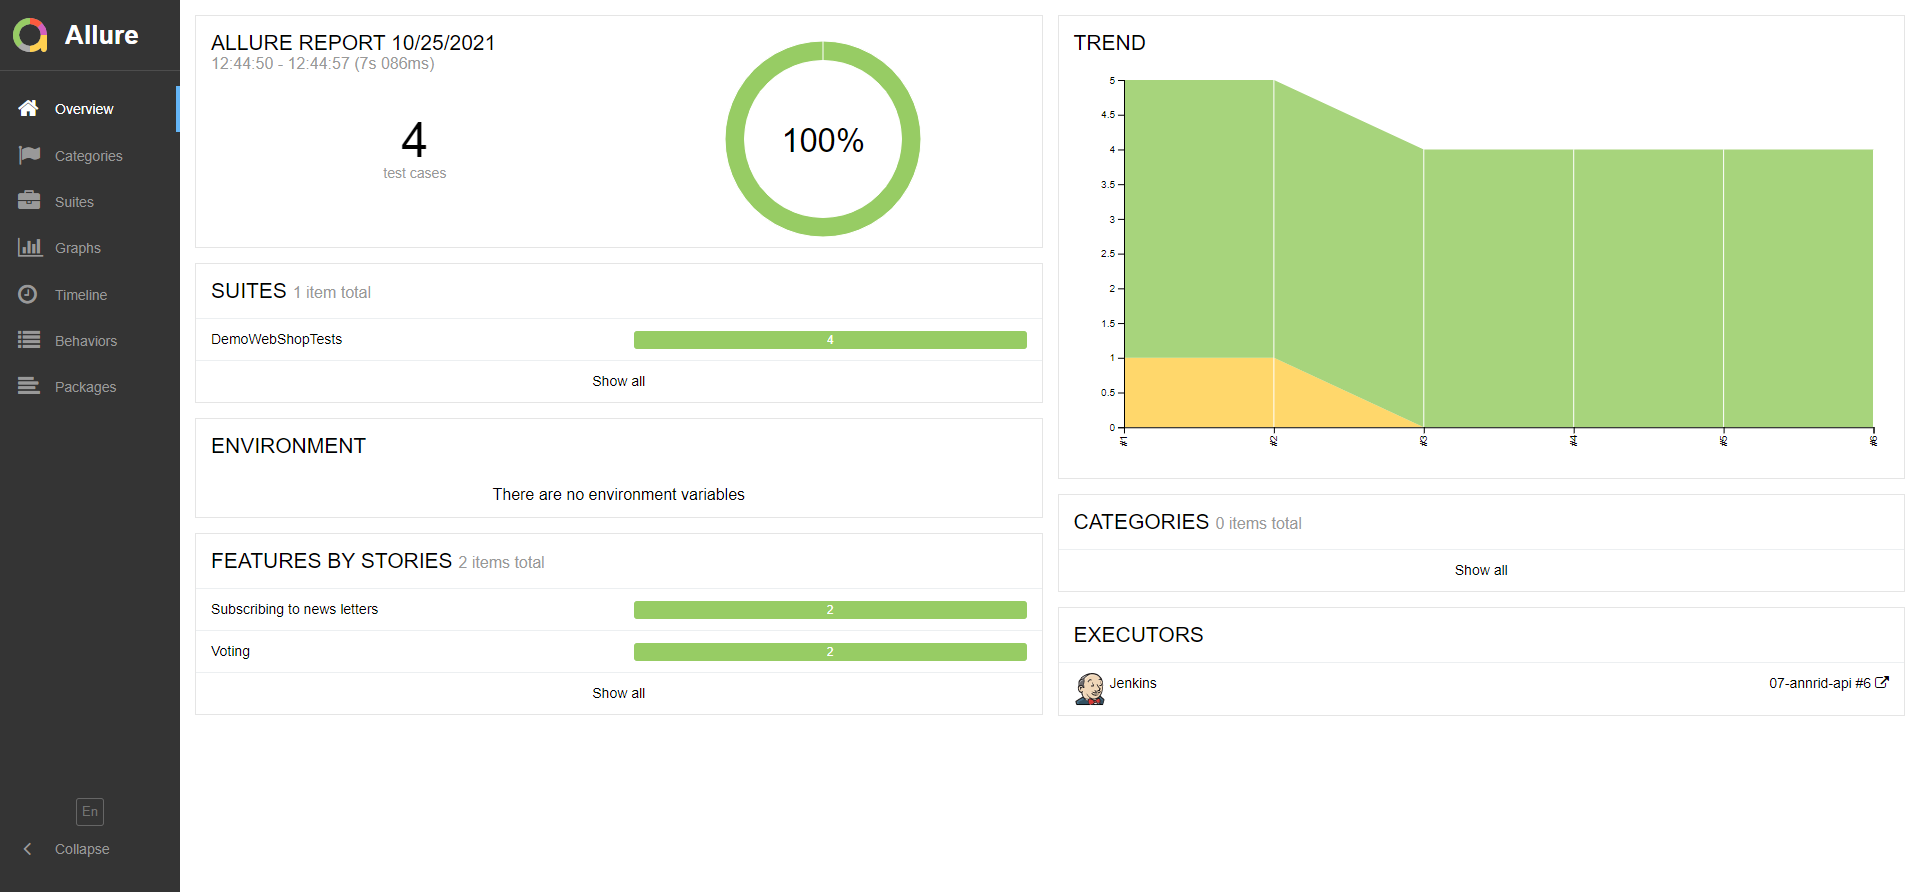 Allure
Overview
Categories
Suites
Graphs
Timeline
Behaviors
Packages
En
Collapse
ALLURE REPORT 10/25/2021
12:44:50 - 12:44:57 (7s 086ms)
4
test cases
100%
SUITES 1 item total
DemoWebShopTests 4
Show all
ENVIRONMENT
There are no environment variables
FEATURES BY STORIES 2 items total
Subscribing to news letters 2
Voting 2
Show all
TREND
5
4.5
4
3.5
3
2.5
2
1.5
1
0.5
0
#1 #2 #3 #4 #5 #6
CATEGORIES 0 items total
Show all
EXECUTORS
Jenkins 07-annrid-api #6